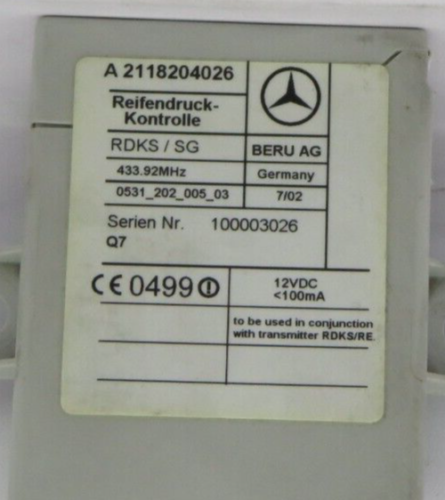 A 2118204026
Reifendruck-
Kontrolle
RDKS / SG
BERU AG
433.92MHz
Germany
0531_202_005_03
7/02
Serien Nr. 100003026
Q7
CE 0499
12VDC
<100mA
to be used in conjunction
with transmitter RDKS/RE.